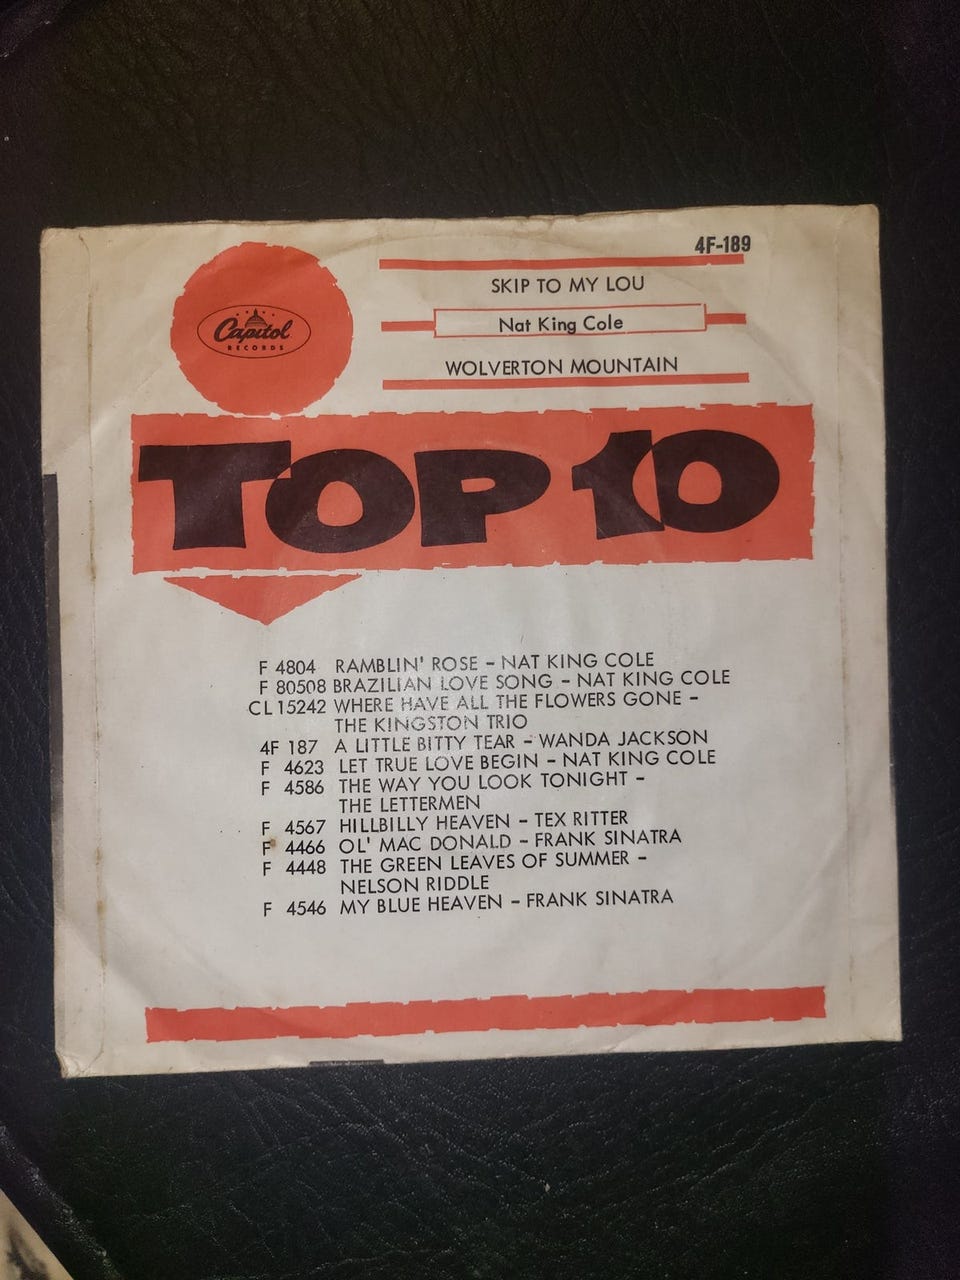 4F-189
Capitol
RECORDS
SKIP TO MY LOU
Nat King Cole
WOLVERTON MOUNTAIN
TOP 10
F 4804 RAMBLIN' ROSE – NAT KING COLE
F 80508 BRAZILIAN LOVE SONG – NAT KING COLE
CL 15242 WHERE HAVE ALL THE FLOWERS GONE –
THE KINGSTON TRIO
4F 187 A LITTLE BITTY TEAR – WANDA JACKSON
F 4623 LET TRUE LOVE BEGIN – NAT KING COLE
F 4586 THE WAY YOU LOOK TONIGHT –
THE LETTERMEN
F 4567 HILLBILLY HEAVEN – TEX RITTER
F 4466 OL' MAC DONALD – FRANK SINATRA
F 4448 THE GREEN LEAVES OF SUMMER –
NELSON RIDDLE
F 4546 MY BLUE HEAVEN – FRANK SINATRA